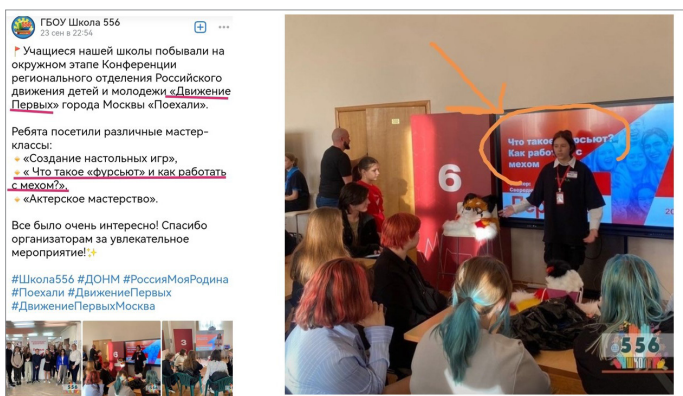 ГБОУ Школа 556
23 сен в 22:54
Учащиеся нашей школы побывали на
окружном этапе Конференции
регионального отделения Российского
движения детей и молодежи «Движение
Первых» города Москвы «Поехали».
Ребята посетили различные мастер-
классы:
«Создание настольных игр»,
« Что такое «фурсьют» и как работать
с мехом?»,
«Актерское мастерство».
Все было очень интересно! Спасибо
организаторам за увлекательное
мероприятие!
#Школа556 #ДОНМ #РоссияМояРодина
#Поехали #ДвижениеПервых
#ДвижениеПервыхМосква
Что такое фурсьют?
Как работ с
мехом
6
556